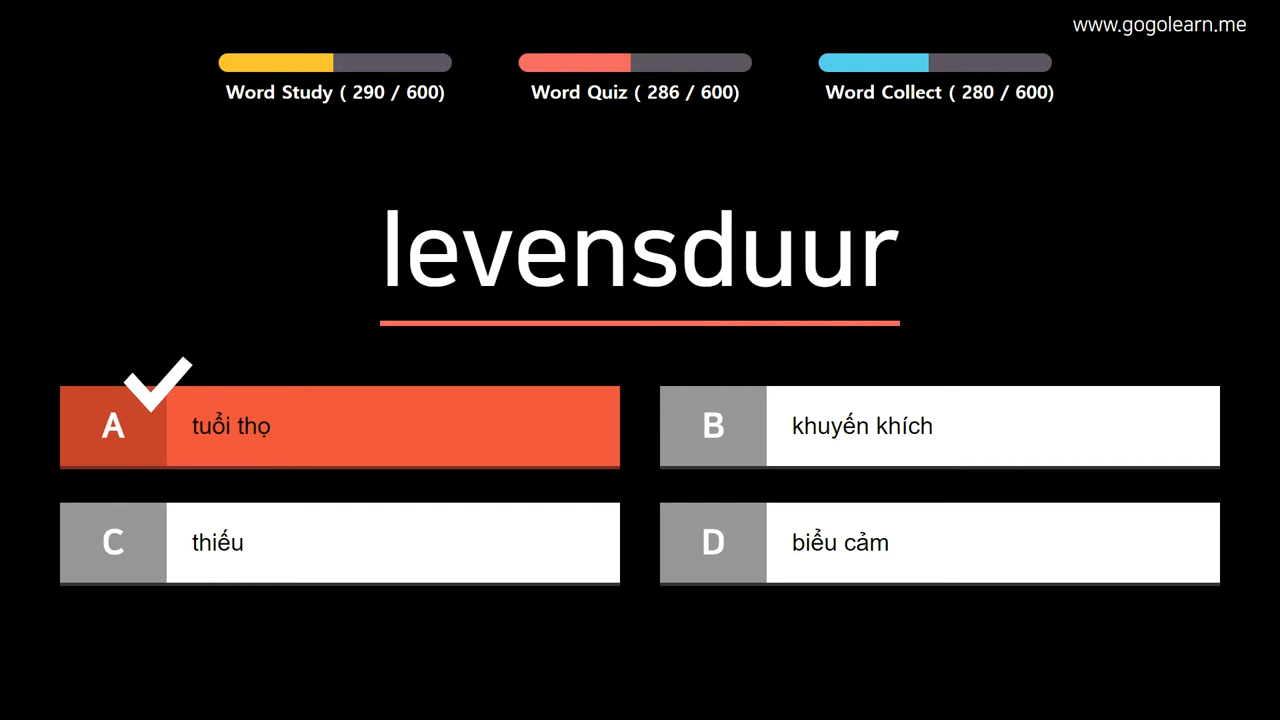 www.gogolearn.me
Word Study ( 290 / 600)
Word Quiz ( 286 / 600)
Word Collect ( 280 / 600)
levensduur
A tuổi thọ
B khuyến khích
C thiếu
D biểu cảm